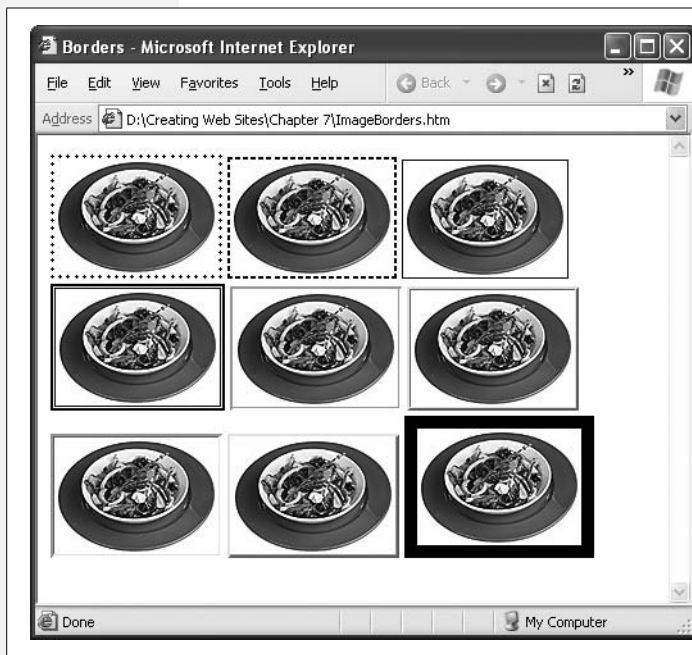 Borders - Microsoft Internet Explorer
File Edit View Favorites Tools Help Back »
Address D:\Creating Web Sites\Chapter 7\ImageBorders.htm
Done My Computer